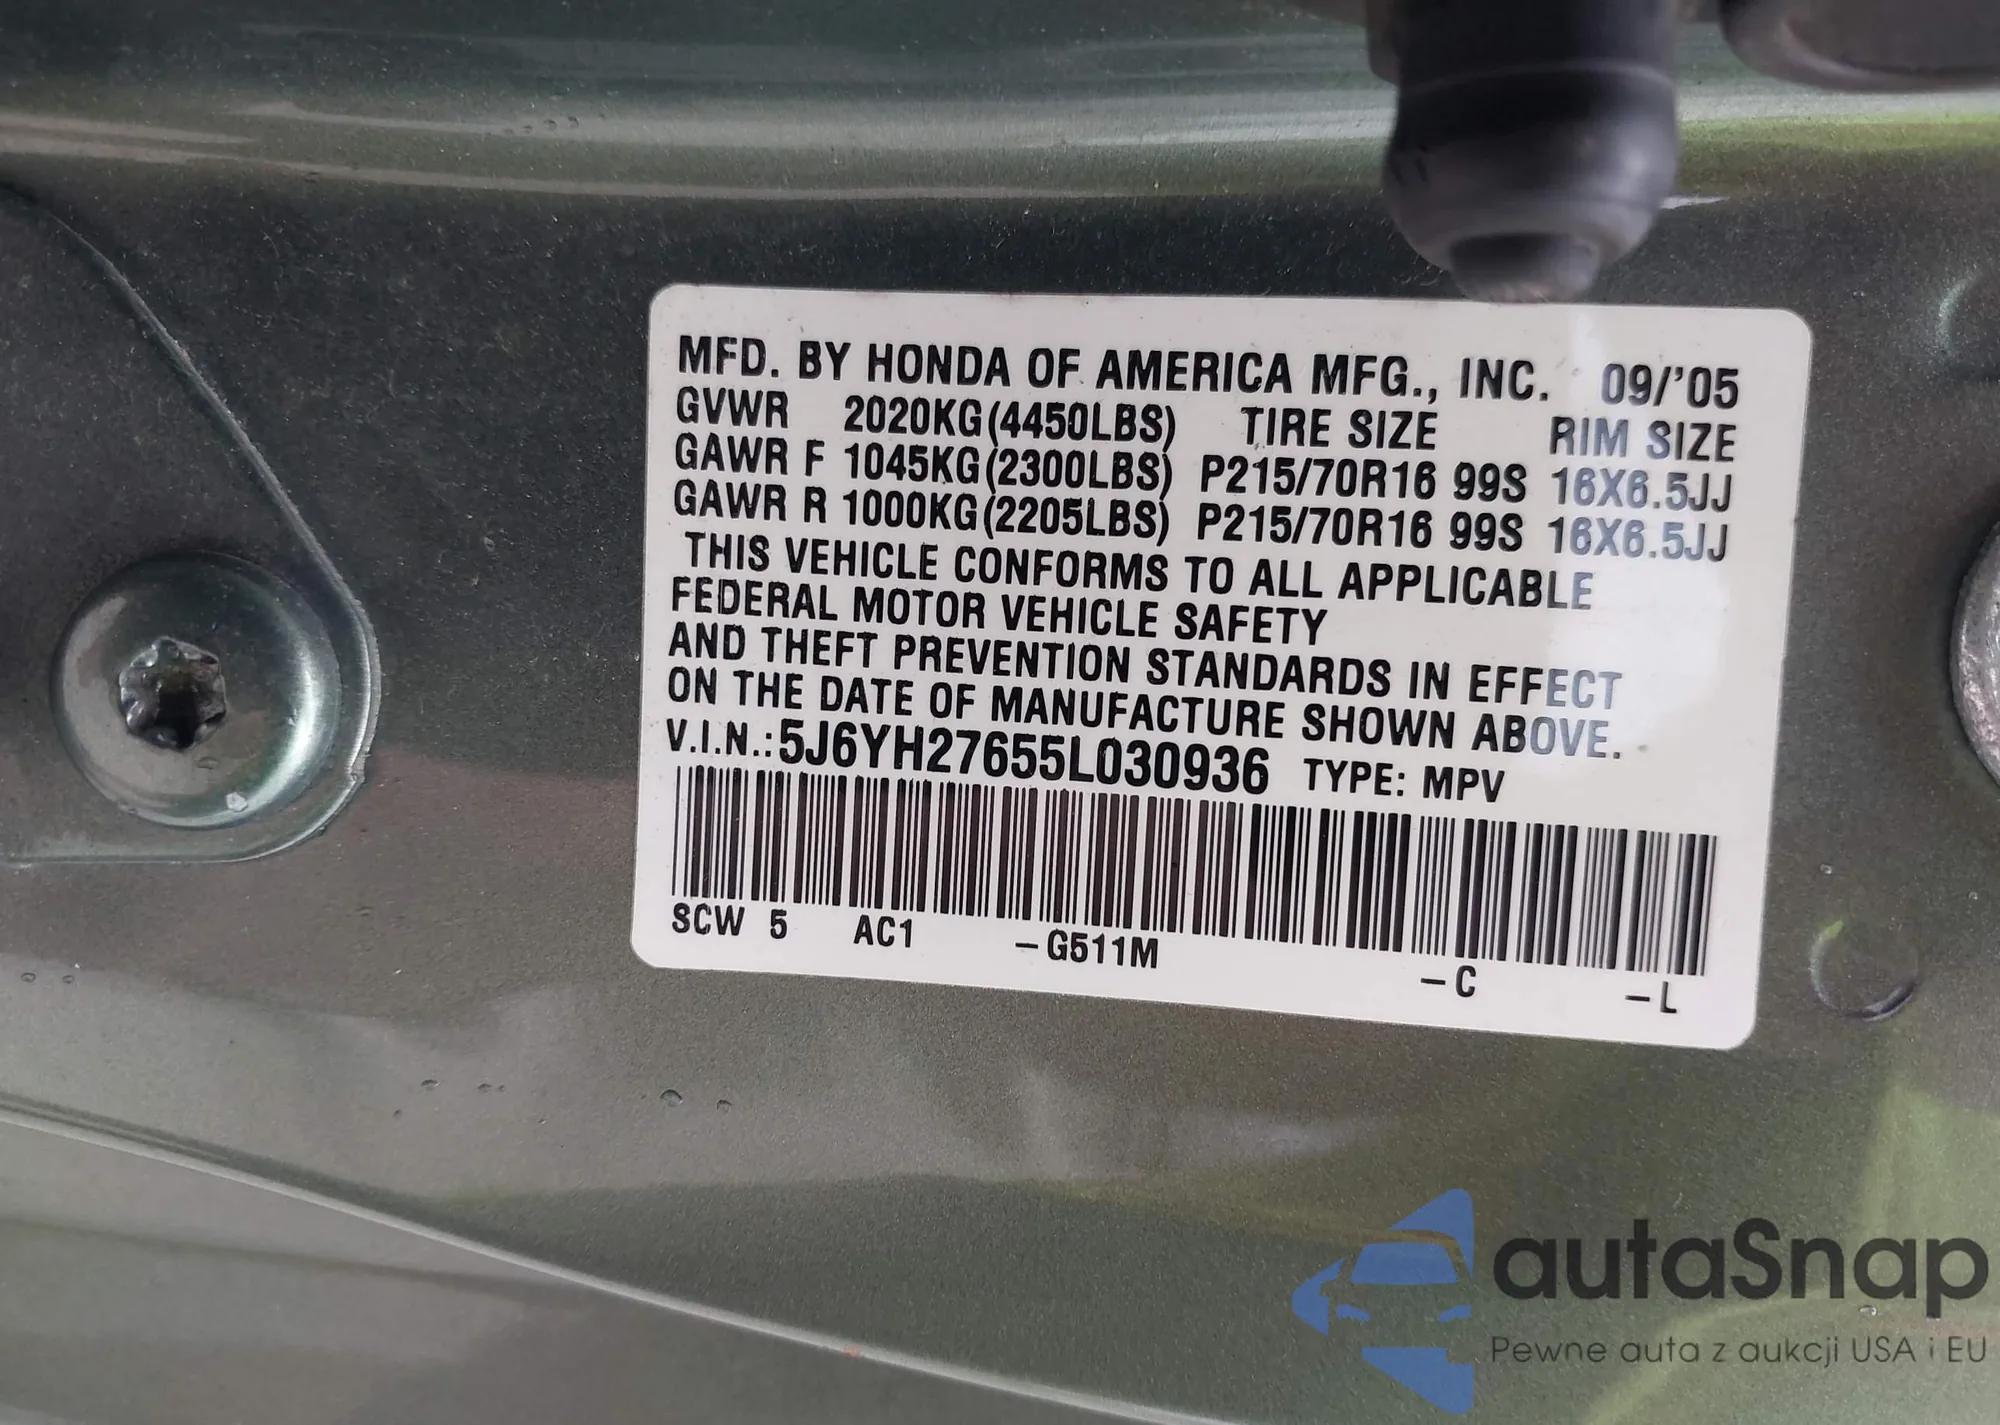 MFD. BY HONDA OF AMERICA MFG., INC. 09/'05
GVWR 2020KG(4450LBS) TIRE SIZE RIM SIZE
GAWR F 1045KG(2300LBS) P215/70R16 99S 16X6.5JJ
GAWR R 1000KG(2205LBS) P215/70R16 99S 16X6.5JJ
THIS VEHICLE CONFORMS TO ALL APPLICABLE
FEDERAL MOTOR VEHICLE SAFETY
AND THEFT PREVENTION STANDARDS IN EFFECT
ON THE DATE OF MANUFACTURE SHOWN ABOVE.
V.I.N.:5J6YH27655L030936 TYPE: MPV
SCW 5 AC1 -G511M -C -L
autaSnap
Pewne auta z aukcji USA i EU